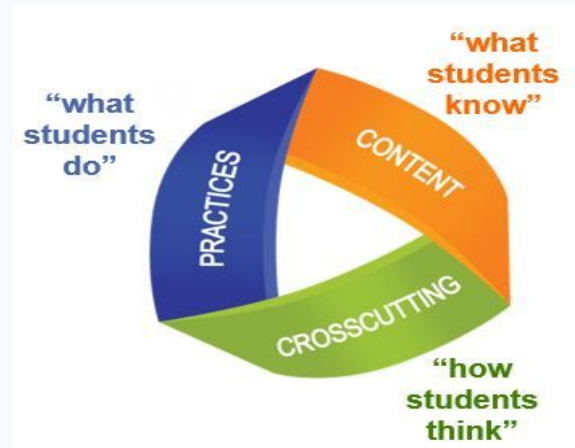 “what
students
do”
PRACTICES
“what
students
know”
CONTENT
CROSSCUTTING
“how
students
think”